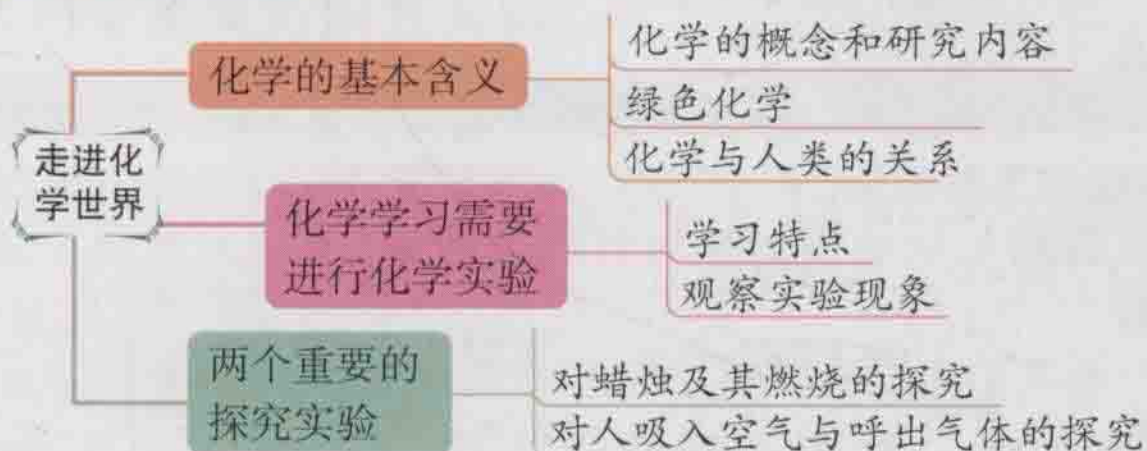 走进化
学世界
化学的基本含义
化学的概念和研究内容
绿色化学
化学与人类的关系
化学学习需要
进行化学实验
学习特点
观察实验现象
两个重要的
探究实验
对蜡烛及其燃烧的探究
对人吸入空气与呼出气体的探究